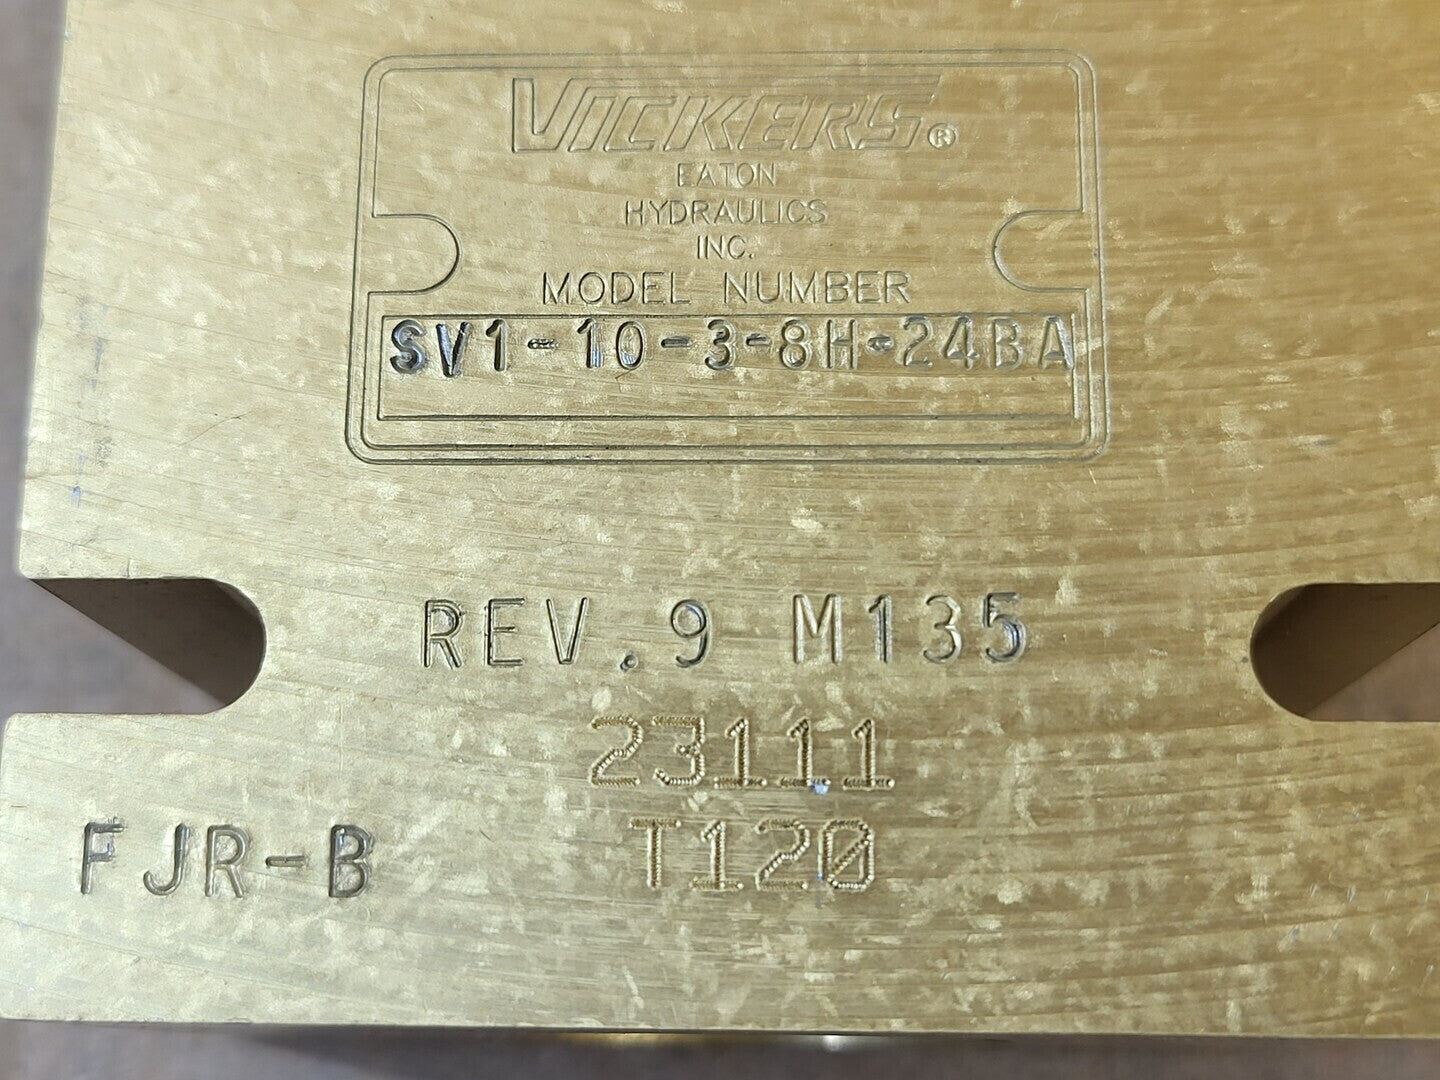 VICKERS®
EATON
HYDRAULICS
INC.
MODEL NUMBER
SV1-10-3-8H-24BA
REV.9 M135
23111
FJR-B T120